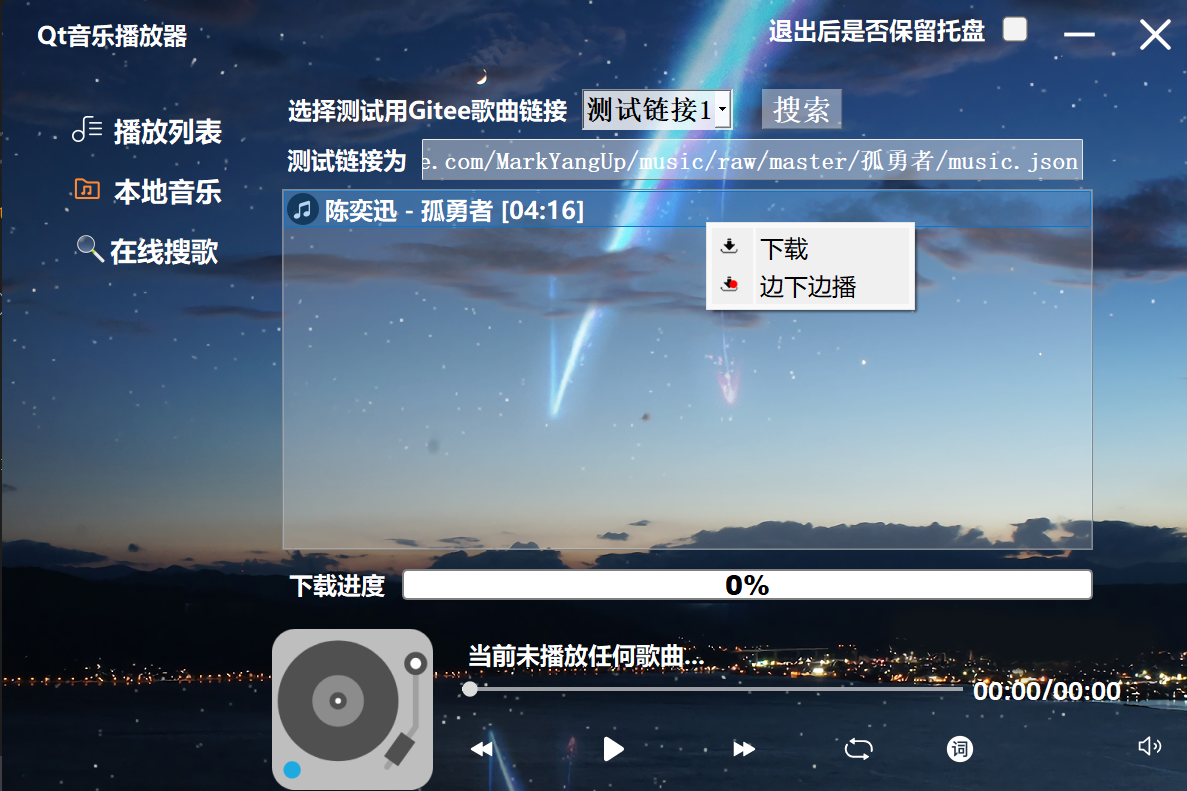 Qt音乐播放器
退出后是否保留托盘
选择测试用Gitee歌曲链接 测试链接1 搜索
播放列表
测试链接为 e.com/MarkYangUp/music/raw/master/孤勇者/music.json
本地音乐
陈奕迅 - 孤勇者 [04:16]
在线搜歌
下载
边下边播
下载进度 0%
当前未播放任何歌曲...
00:00/00:00
词